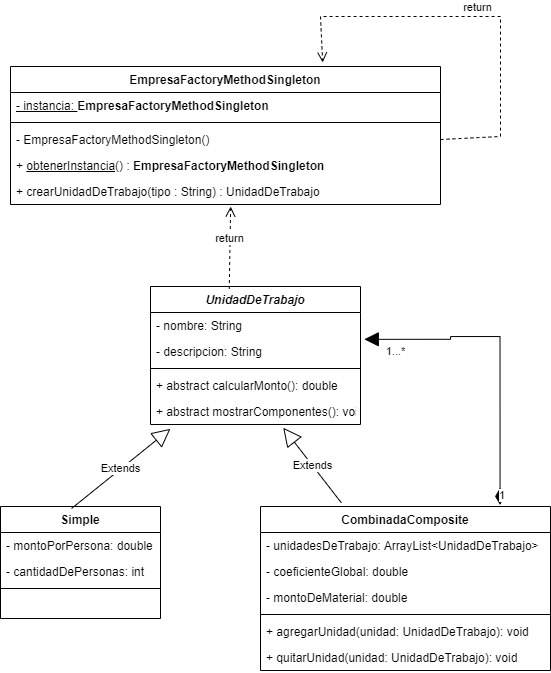 return
EmpresaFactoryMethodSingleton
- instancia: EmpresaFactoryMethodSingleton
- EmpresaFactoryMethodSingleton()
+ obtenerInstancia() : EmpresaFactoryMethodSingleton
+ crearUnidadDeTrabajo(tipo : String) : UnidadDeTrabajo
return
UnidadDeTrabajo
- nombre: String
- descripcion: String
1...*
+ abstract calcularMonto(): double
+ abstract mostrarComponentes(): voi
Extends
Extends
1
Simple
- montoPorPersona: double
- cantidadDePersonas: int
CombinadaComposite
- unidadesDeTrabajo: ArrayList<UnidadDeTrabajo>
- coeficienteGlobal: double
- montoDeMaterial: double
+ agregarUnidad(unidad: UnidadDeTrabajo): void
+ quitarUnidad(unidad: UnidadDeTrabajo): void